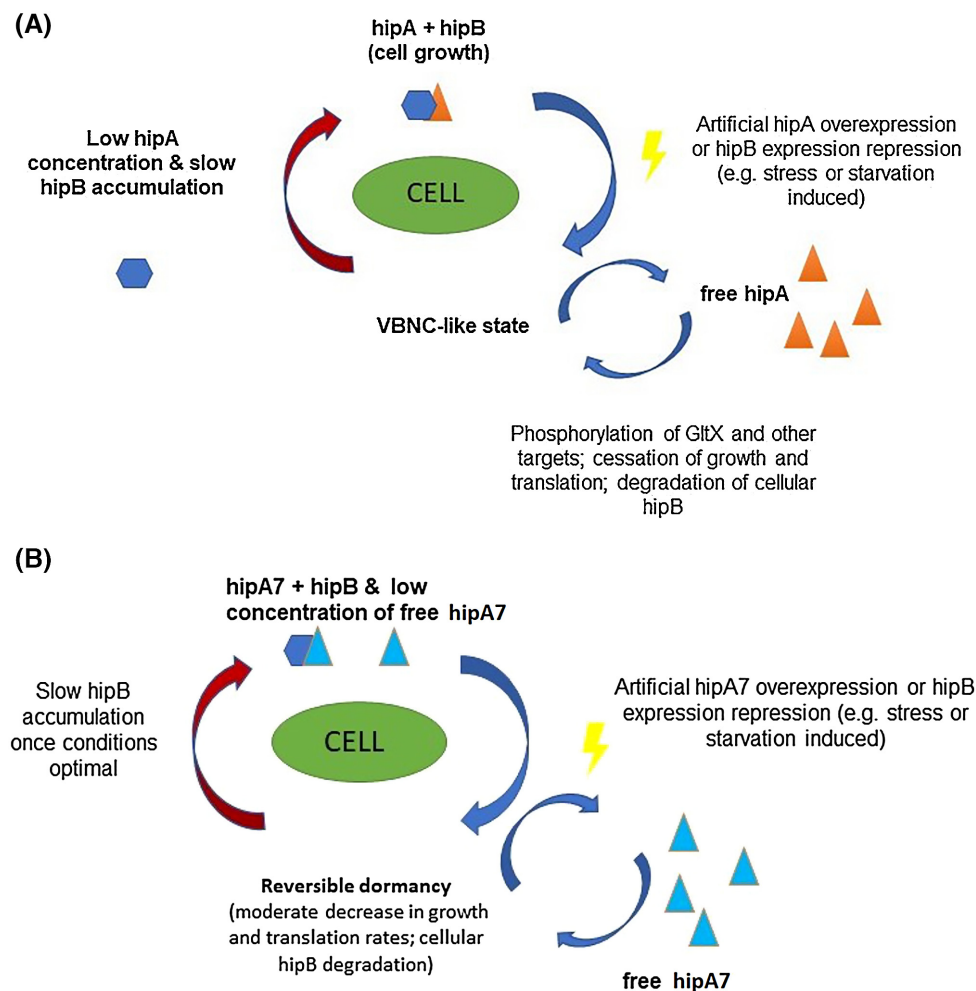 (A)
hipA + hipB
(cell growth)
Low hipA
concentration & slow
hipB accumulation
CELL
Artificial hipA overexpression
or hipB expression repression
(e.g. stress or starvation
induced)
free hipA
VBNC-like state
Phosphorylation of GltX and other
targets; cessation of growth and
translation; degradation of cellular
hipB
(B)
hipA7 + hipB & low
concentration of free hipA7
Slow hipB
accumulation
once conditions
optimal
CELL
Artificial hipA7 overexpression or hipB
expression repression (e.g. stress or
starvation induced)
Reversible dormancy
(moderate decrease in growth
and translation rates; cellular
hipB degradation)
free hipA7